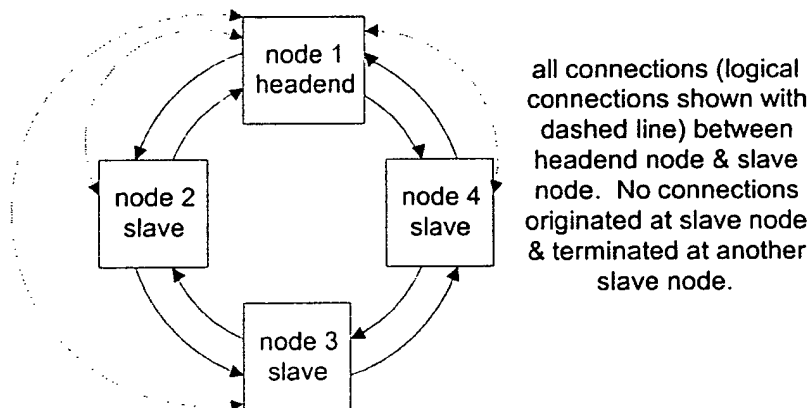 node 1
headend
all connections (logical
connections shown with
dashed line) between
headend node & slave
node. No connections
originated at slave node
& terminated at another
slave node.
node 2
slave
node 4
slave
node 3
slave